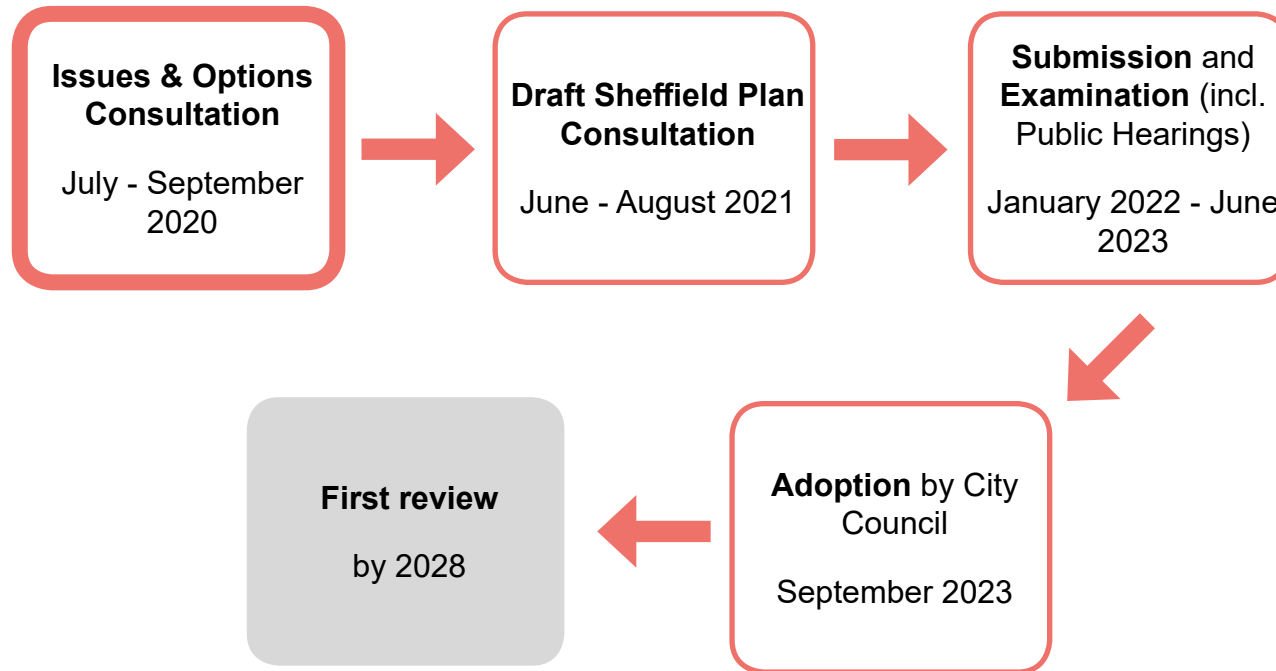 Issues & Options
Consultation
July - September
2020
Draft Sheffield Plan
Consultation
June - August 2021
Submission and
Examination (incl.
Public Hearings)
January 2022 - June
2023
Adoption by City
Council
September 2023
First review
by 2028